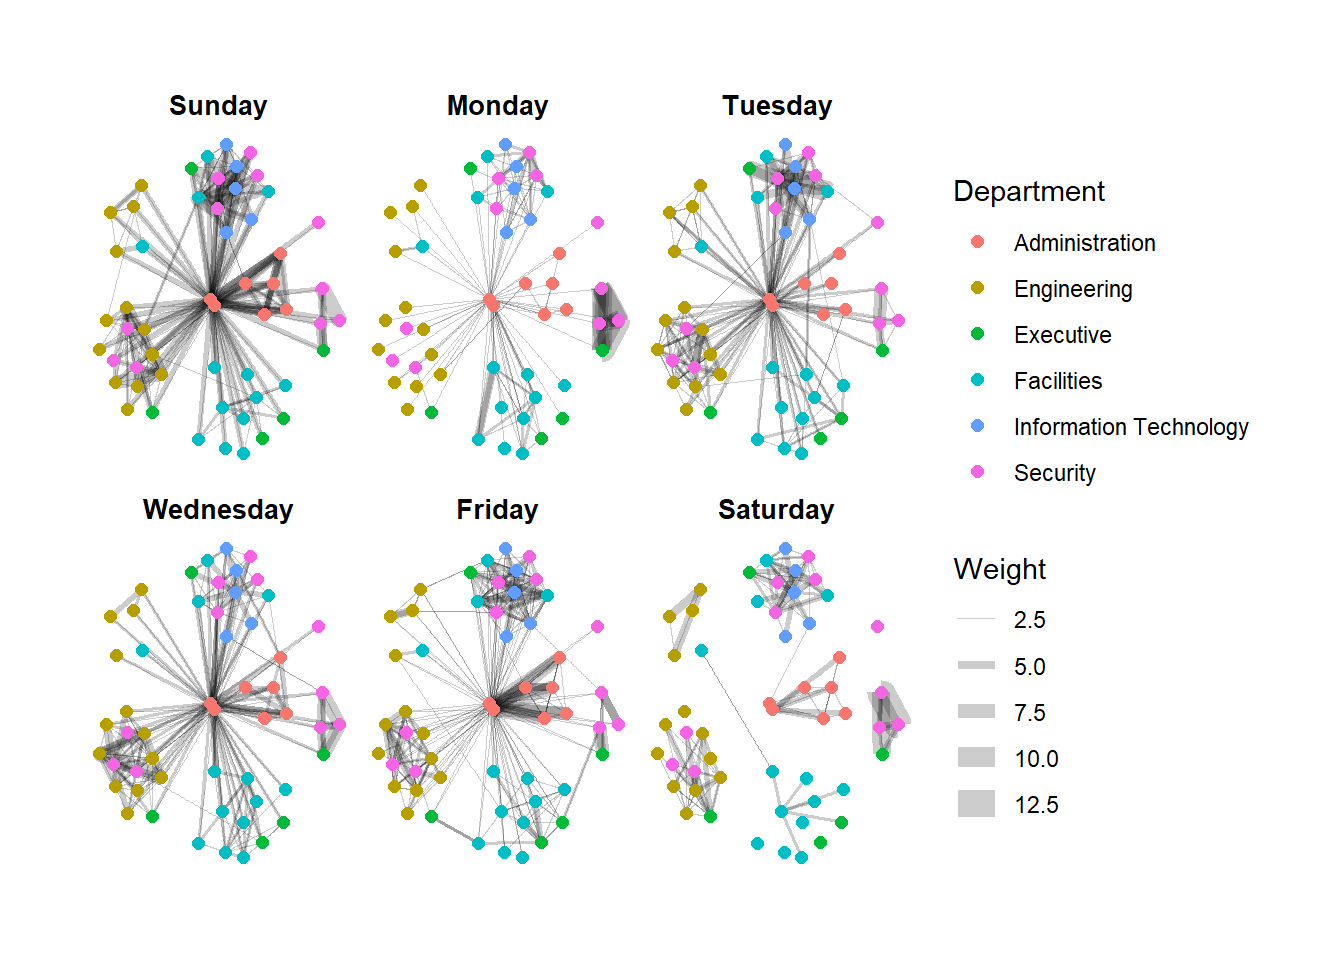 Sunday
Monday
Tuesday
Wednesday
Friday
Saturday
Department
Administration
Engineering
Executive
Facilities
Information Technology
Security
Weight
2.5
5.0
7.5
10.0
12.5